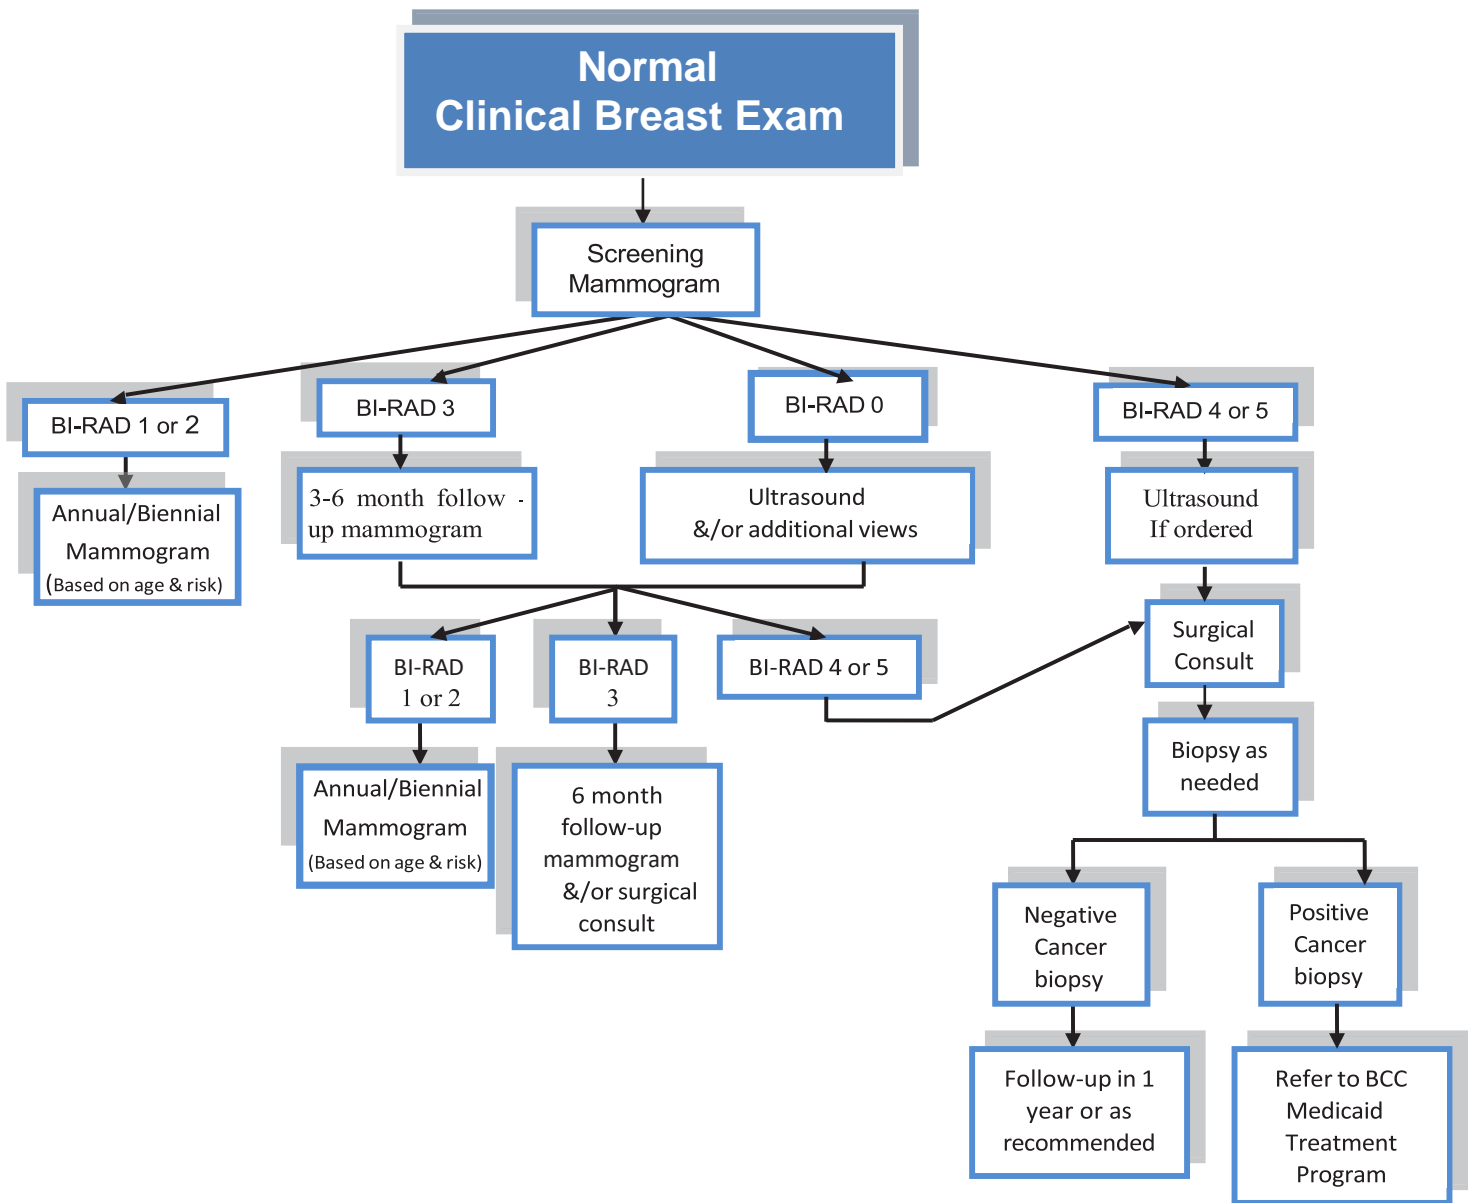 Normal
Clinical Breast Exam
Screening
Mammogram
BI-RAD 1 or 2
BI-RAD 3
BI-RAD 0
BI-RAD 4 or 5
Annual/Biennial
Mammogram
(Based on age & risk)
3-6 month follow -
up mammogram
Ultrasound
&/or additional views
Ultrasound
If ordered
BI-RAD
1 or 2
BI-RAD
3
BI-RAD 4 or 5
Surgical
Consult
Annual/Biennial
Mammogram
(Based on age & risk)
6 month
follow-up
mammogram
&/or surgical
consult
Biopsy as
needed
Negative
Cancer
biopsy
Positive
Cancer
biopsy
Follow-up in 1
year or as
recommended
Refer to BCC
Medicaid
Treatment
Program